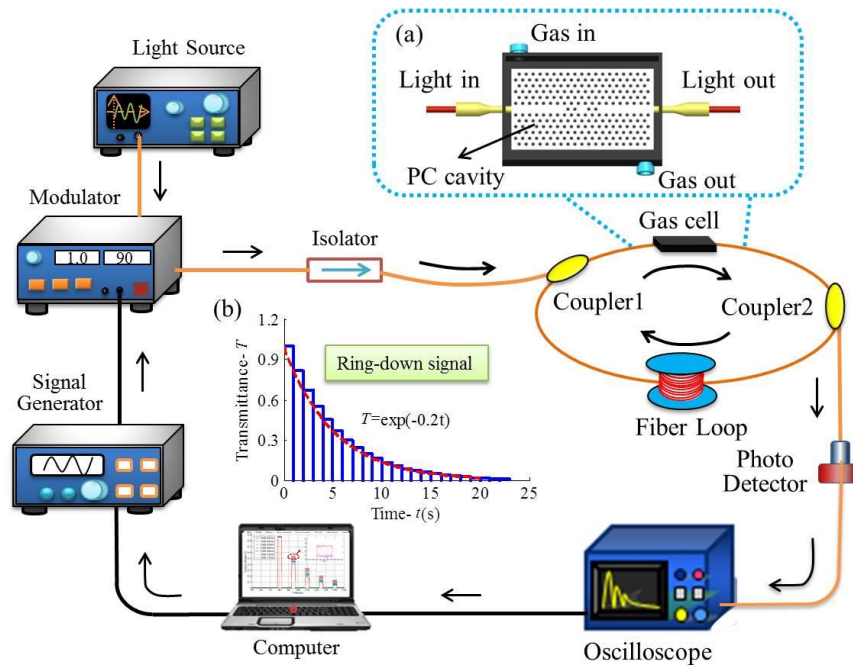 Light Source
(a)
Gas in
Light in
Light out
PC cavity
Gas out
Modulator
1.0
90
Isolator
Gas cell
Coupler1
Coupler2
(b)
1.2
0.9
0.6
0.3
0
Transmittance- T
Ring-down signal
T=exp(-0.2t)
0
5
10
15
20
25
Time- t(s)
Signal
Generator
Fiber Loop
Photo
Detector
Computer
Oscilloscope